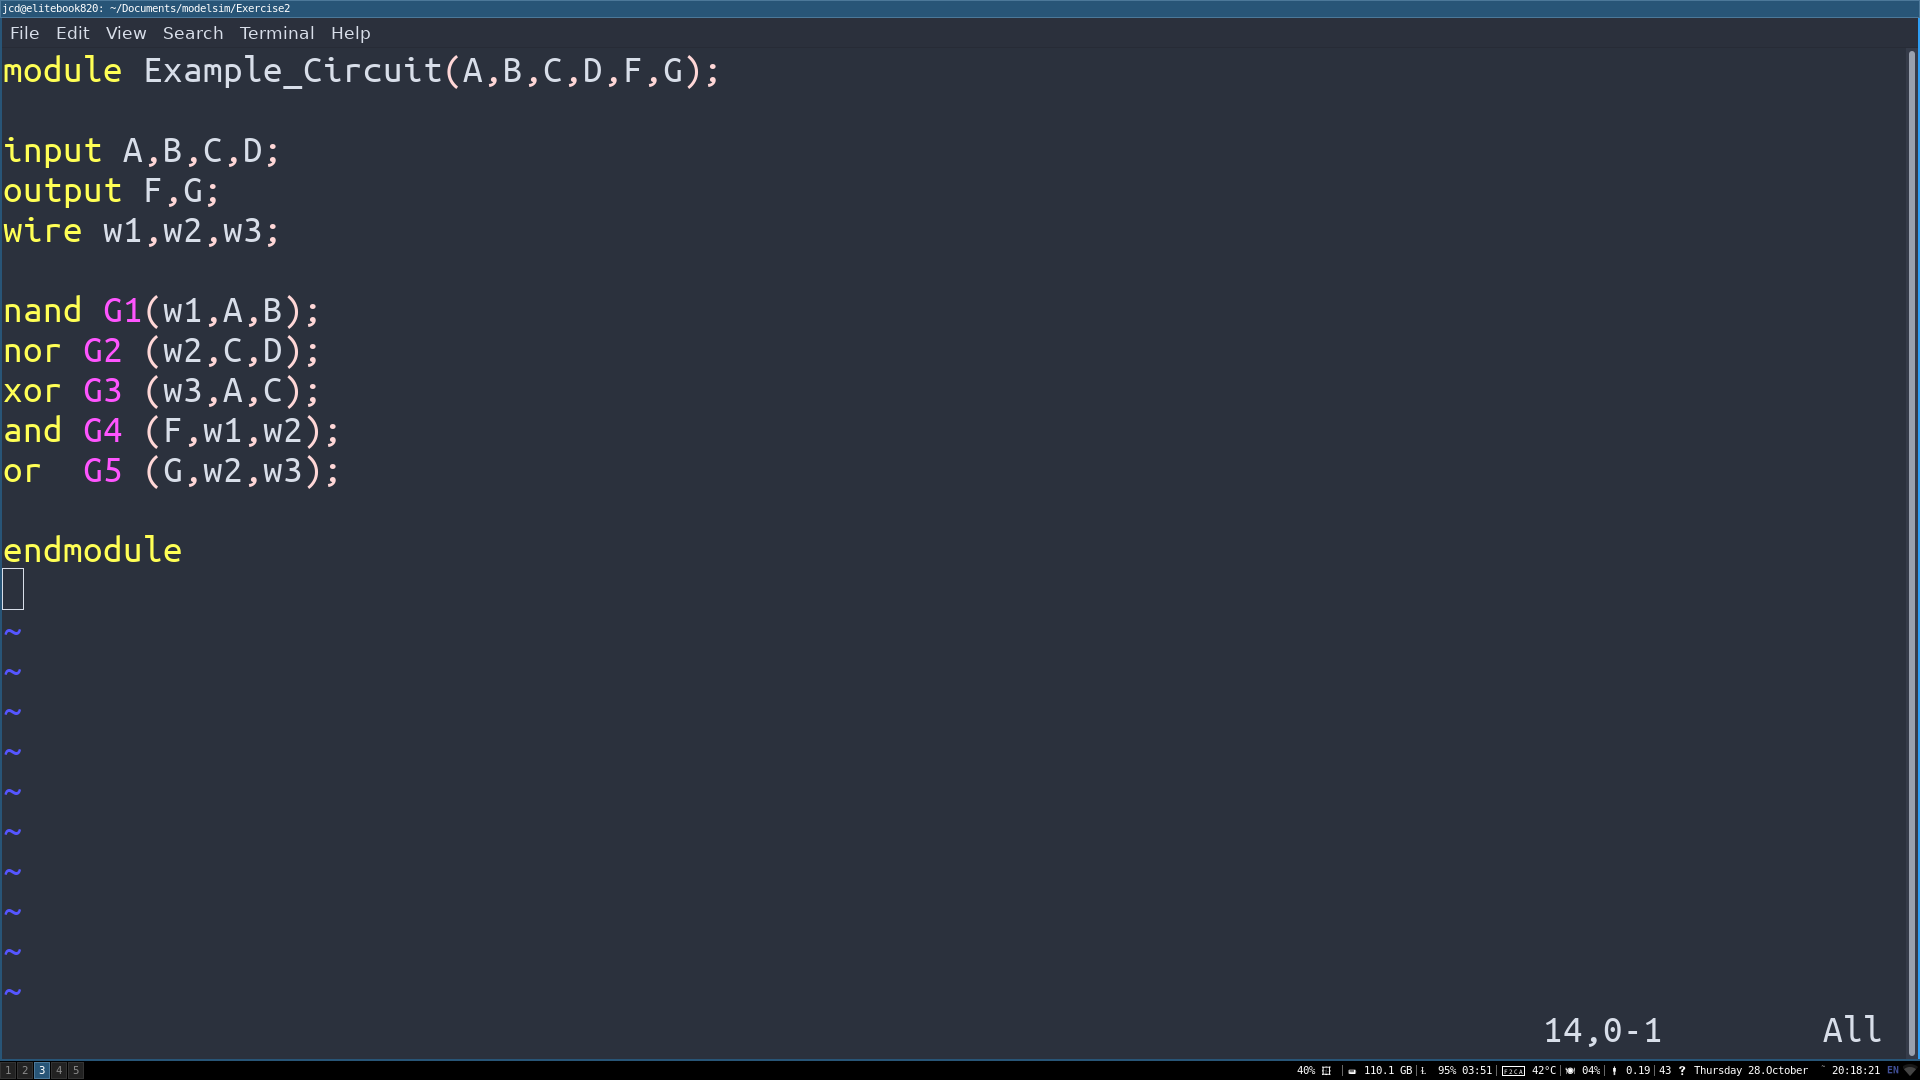 jcd@elitebook820: ~/Documents/modelsim/Exercise2
File Edit View Search Terminal Help
module Example_Circuit(A,B,C,D,F,G);
input A,B,C,D;
output F,G;
wire w1,w2,w3;
nand G1(w1,A,B);
nor G2 (w2,C,D);
xor G3 (w3,A,C);
and G4 (F,w1,w2);
or  G5 (G,w2,w3);
endmodule
~
~
~
~
~
~
~
~
~
~
14,0-1 All
1 2 3 4 5 40% | 110.1 GB | 95% 03:51 | 42°C | 04% | 0.19 | 43 ? Thursday 28.October 20:18:21 EN